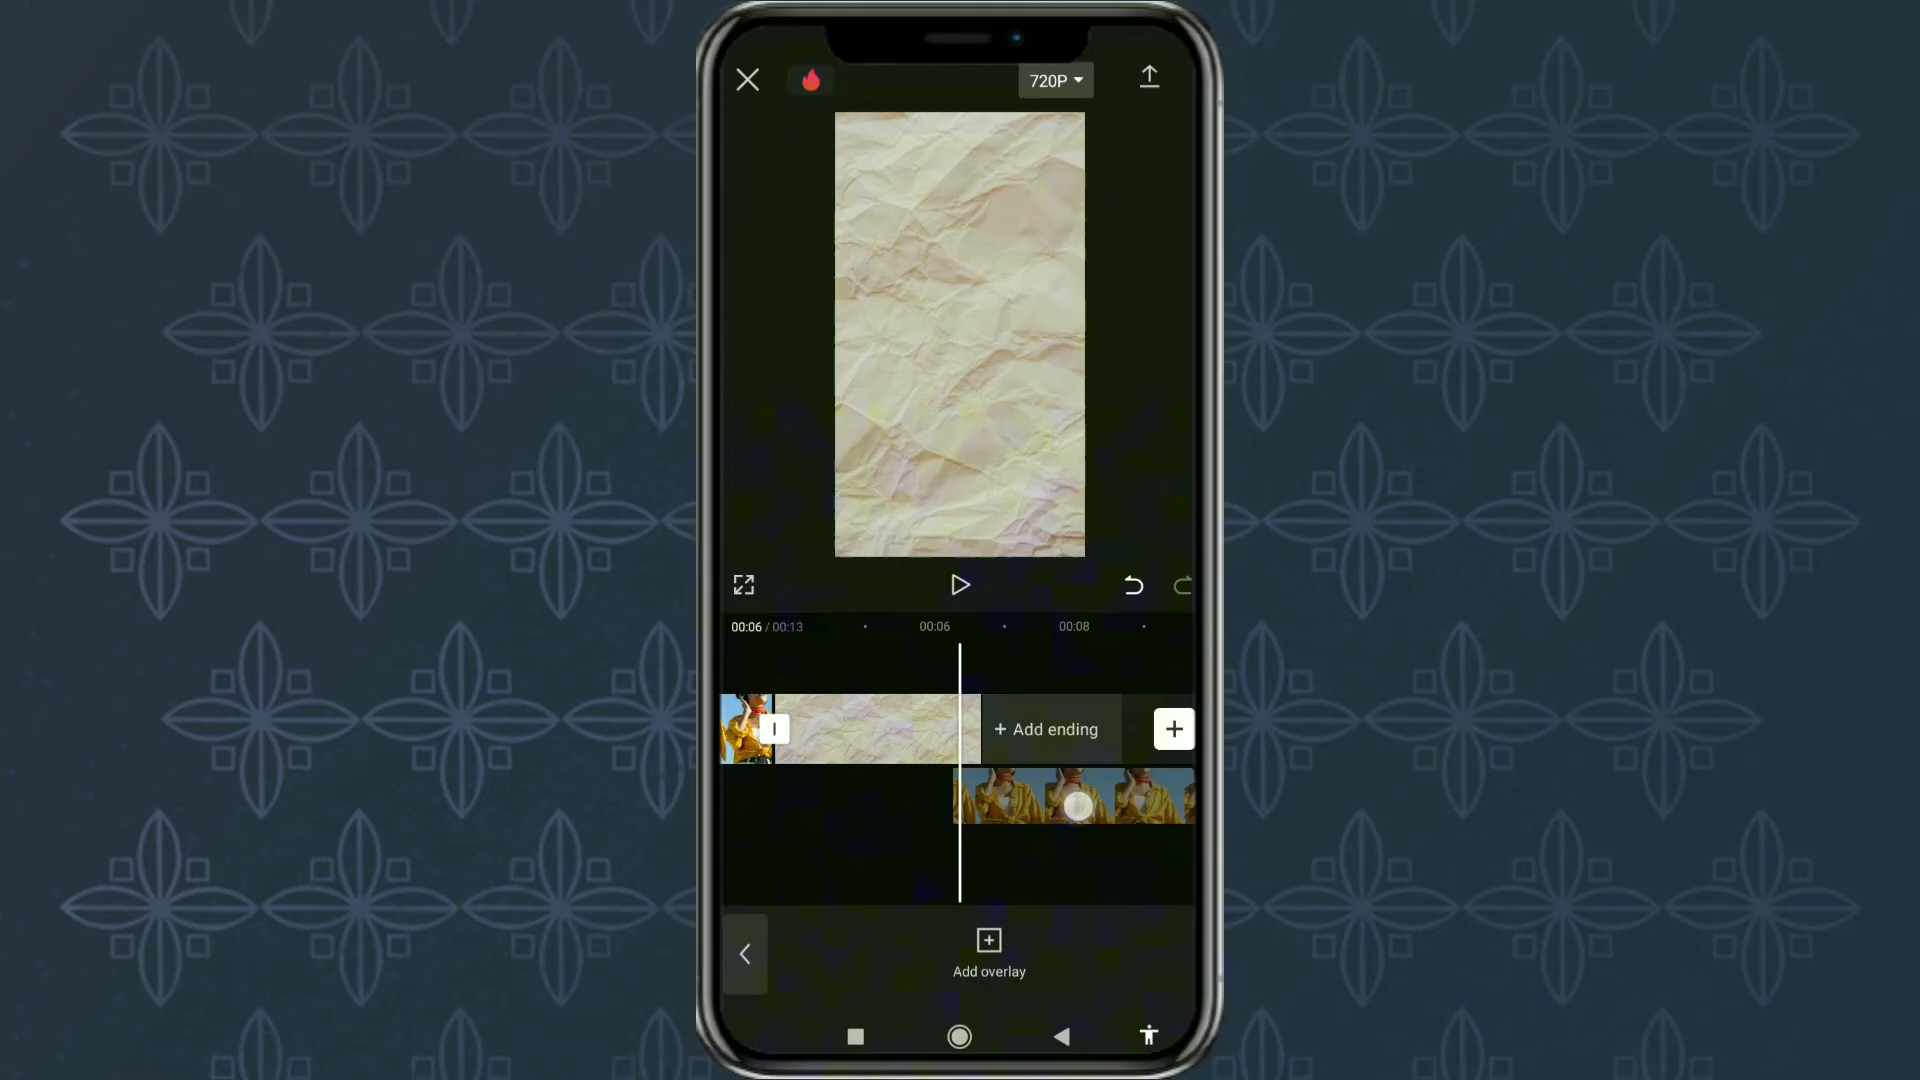 720P
00:06 / 00:13
00:06
00:08
+ Add ending
Add overlay